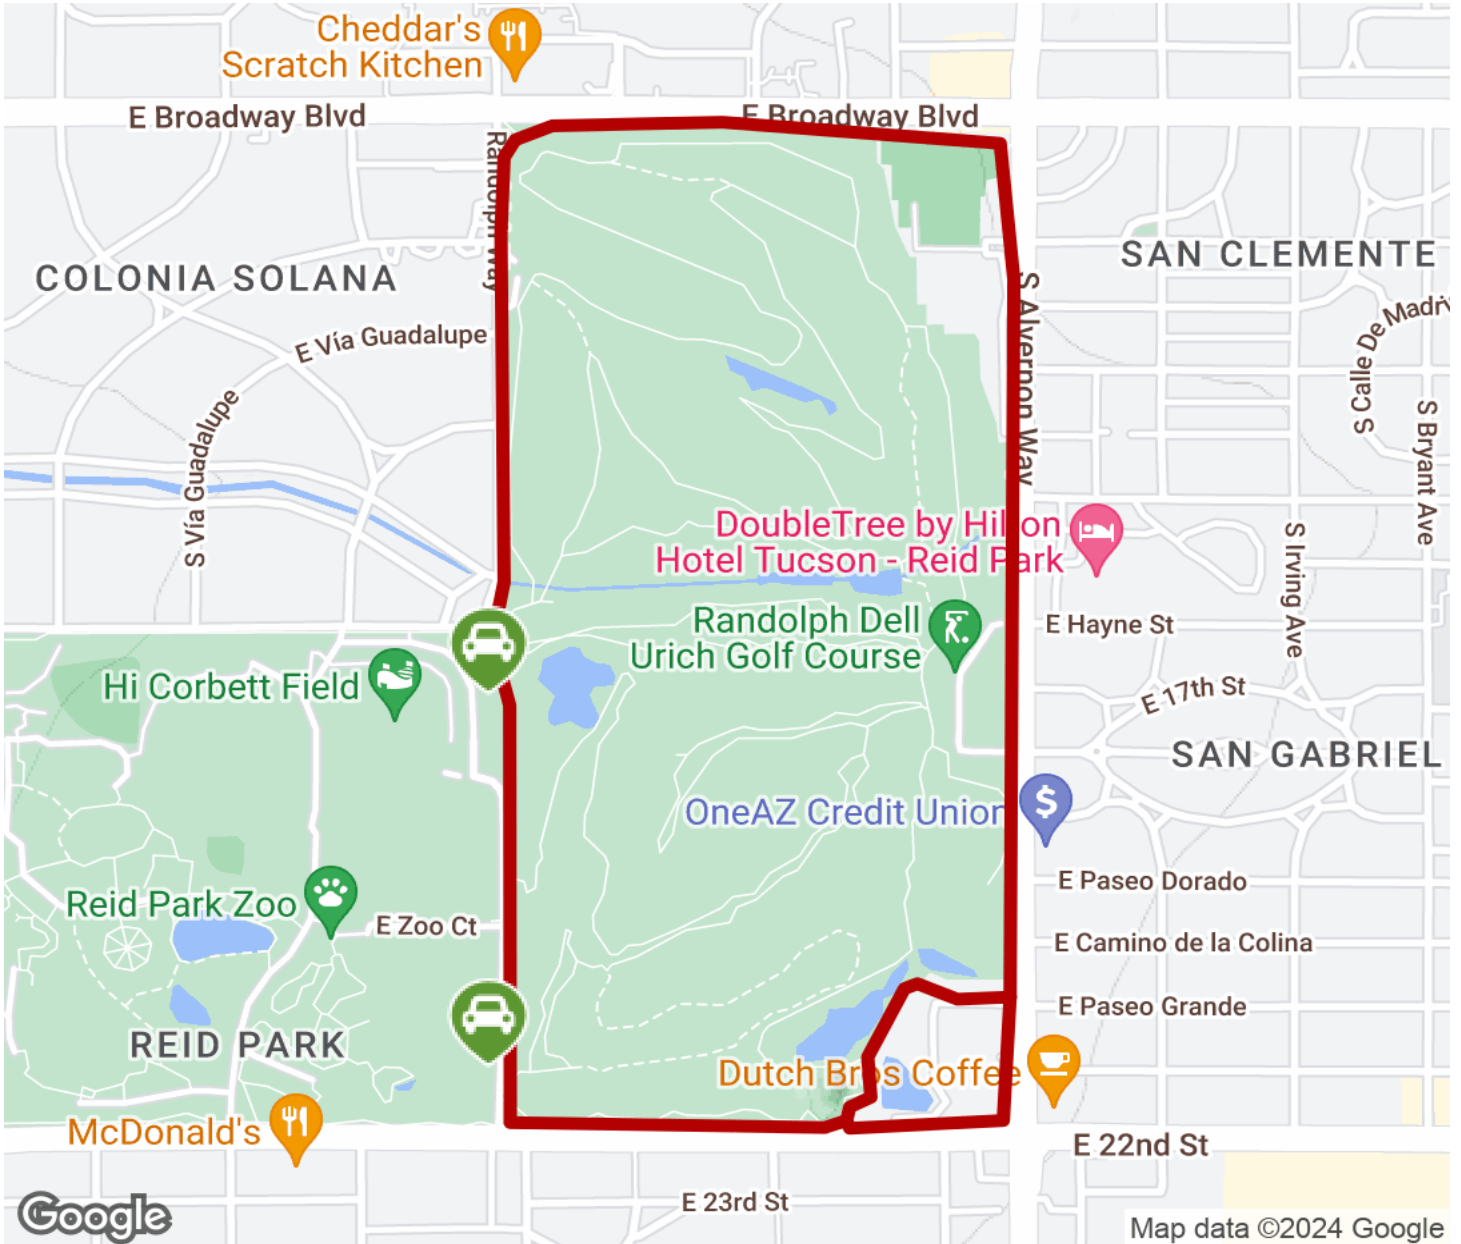 Cheddar's
Scratch Kitchen
E Broadway Blvd
E Broadway Blvd
Randolph Way
COLONIA SOLANA
SAN CLEMENTE
E Vía Guadalupe
S Alvernon Way
S Calle De Madri
S Vía Guadalupe
S Bryant Ave
DoubleTree by Hilton
Hotel Tucson - Reid Park
S Irving Ave
Randolph Dell
Urich Golf Course
E Hayne St
Hi Corbett Field
E 17th St
SAN GABRIEL
OneAZ Credit Union
E Paseo Dorado
Reid Park Zoo
E Zoo Ct
E Camino de la Colina
E Paseo Grande
REID PARK
Dutch Bros Coffee
McDonald's
E 22nd St
E 23rd St
Google
Map data ©2024 Google